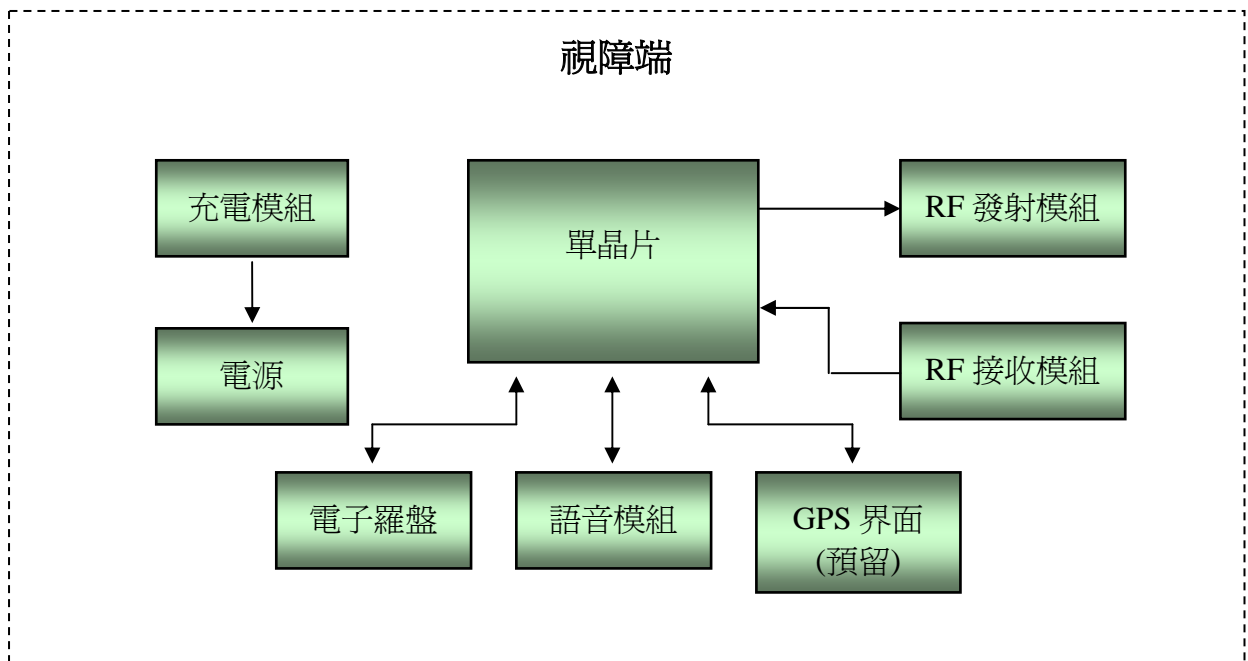 視障端
充電模組
單晶片
RF 發射模組
電源
RF 接收模組
電子羅盤
語音模組
GPS 界面
(預留)